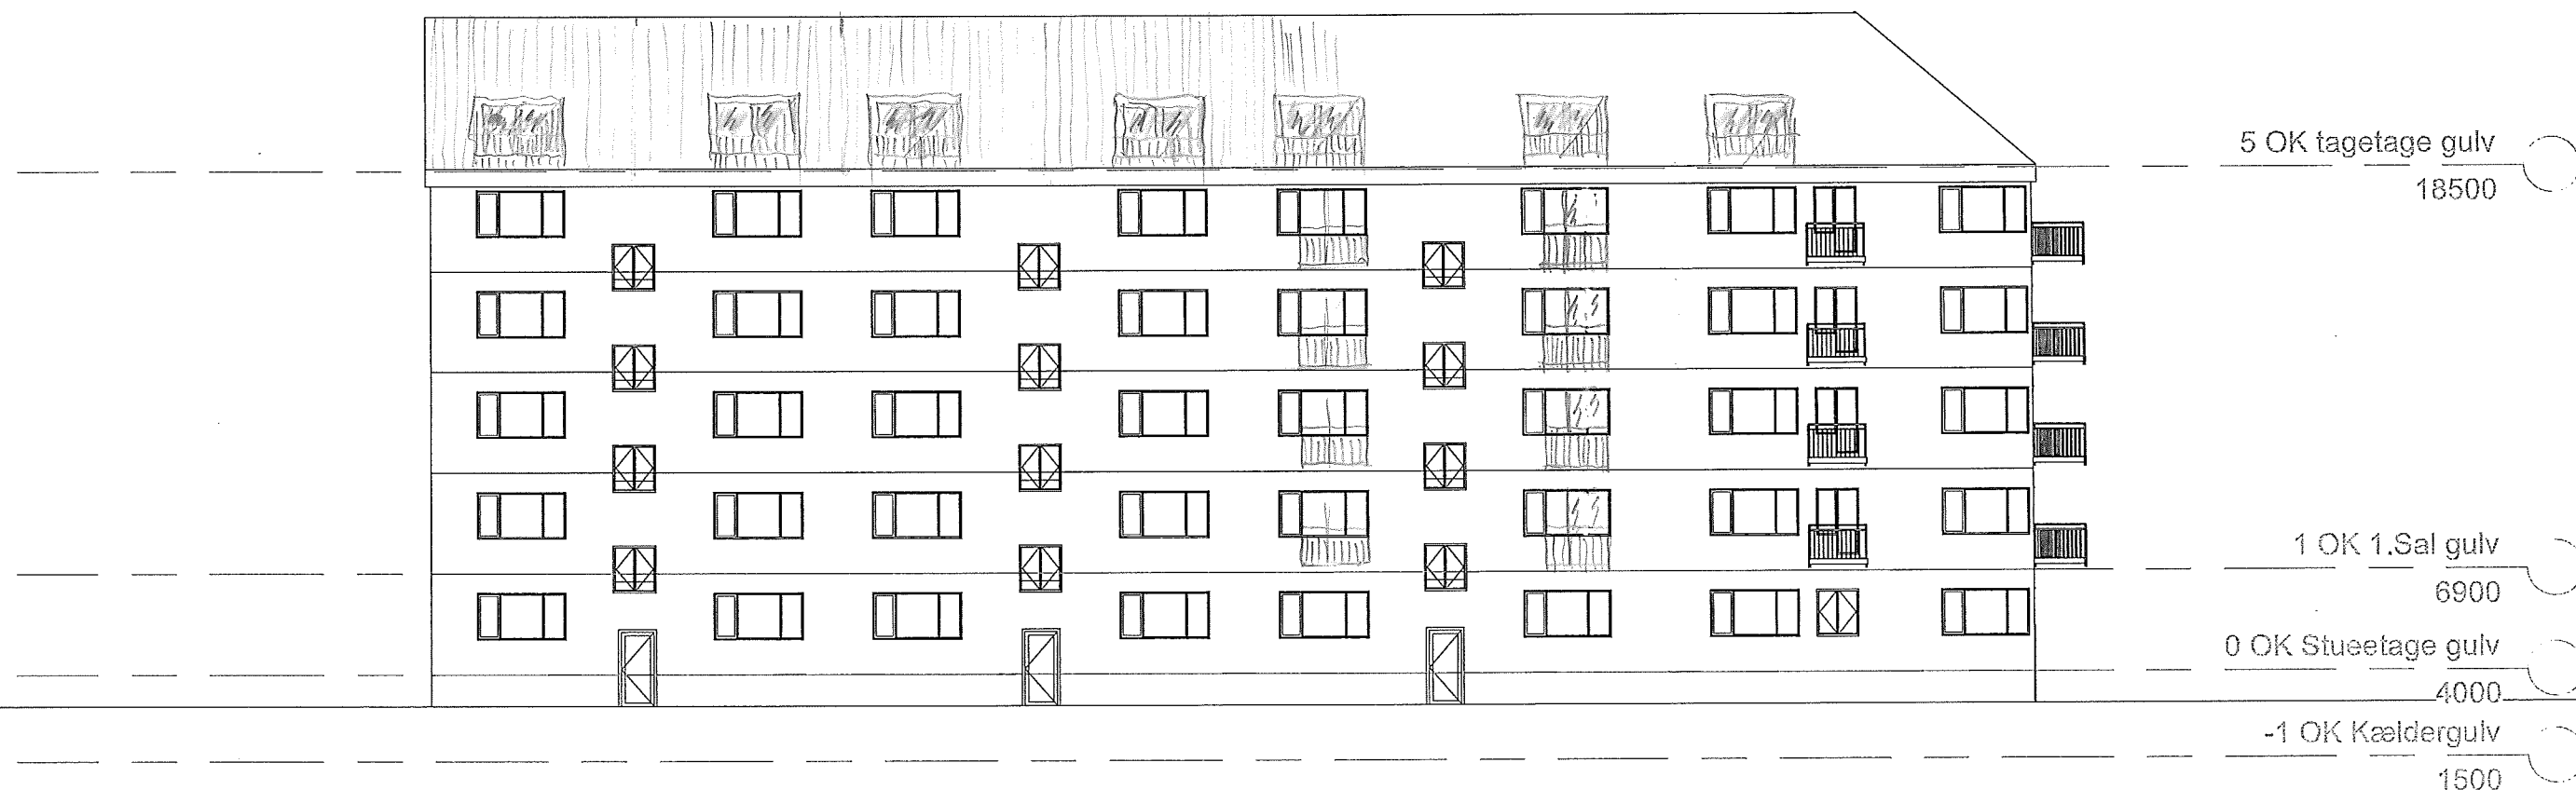 5 OK tagetage gulv
18500
1 OK 1.Sal gulv
6900
0 OK Stueetage gulv
4000
-1 OK Kældergulv
1500